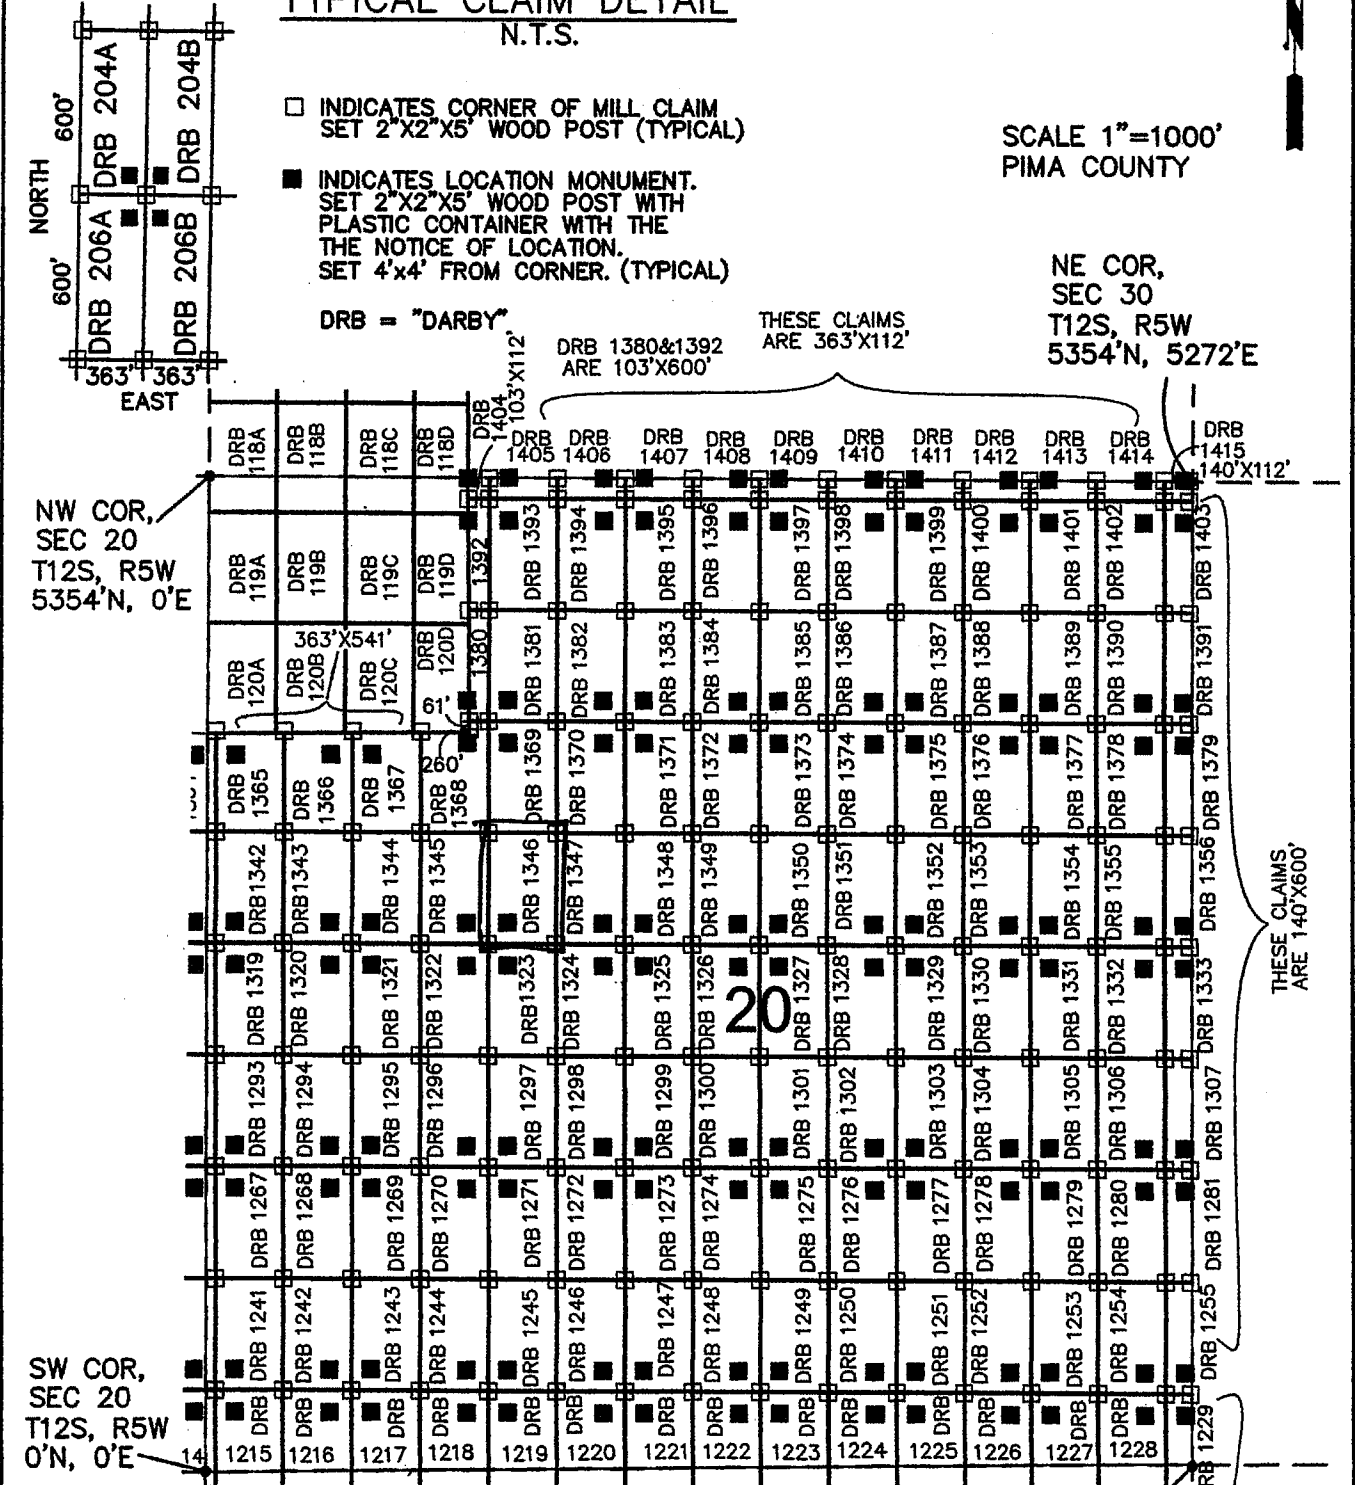 TYPICAL CLAIM DETAIL
N.T.S.
DRB 204A
DRB 204B
DRB 206A
DRB 206B
600'
NORTH
600'
363'
363'
EAST
INDICATES CORNER OF MILL CLAIM
SET 2"X2"X5' WOOD POST (TYPICAL)
INDICATES LOCATION MONUMENT.
SET 2"X2"X5' WOOD POST WITH
PLASTIC CONTAINER WITH THE
THE NOTICE OF LOCATION.
SET 4'x4' FROM CORNER. (TYPICAL)
DRB = "DARBY"
N
SCALE 1"=1000'
PIMA COUNTY
NE COR,
SEC 30
T12S, R5W
5354'N, 5272'E
DRB 1380&1392
ARE 103'X600'
THESE CLAIMS
ARE 363'X112'
NW COR,
SEC 20
T12S, R5W
5354'N, 0'E
DRB 118A
DRB 118B
DRB 118C
DRB 118D
DRB 1404 103'X112'
DRB 1405
DRB 1406
DRB 1407
DRB 1408
DRB 1409
DRB 1410
DRB 1411
DRB 1412
DRB 1413
DRB 1414
DRB
1415
140'X112'
DRB 119A
DRB 119B
DRB 119C
DRB 119D
1392
DRB 1393
DRB 1394
DRB 1395
DRB 1396
DRB 1397
DRB 1398
DRB 1399
DRB 1400
DRB 1401
DRB 1402
DRB 1403
363'X541'
DRB 120A
DRB 120B
DRB 120C
DRB 120D
1380
DRB 1381
DRB 1382
DRB 1383
DRB 1384
DRB 1385
DRB 1386
DRB 1387
DRB 1388
DRB 1389
DRB 1390
DRB 1391
61'
260'
DRB 1365
DRB 1366
DRB 1367
DRB 1368
DRB 1369
DRB 1370
DRB 1371
DRB 1372
DRB 1373
DRB 1374
DRB 1375
DRB 1376
DRB 1377
DRB 1378
DRB 1379
DRB1342
DRB1343
DRB 1344
DRB 1345
DRB 1346
DRB 1347
DRB 1348
DRB 1349
DRB 1350
DRB 1351
DRB 1352
DRB 1353
DRB 1354
DRB 1355
DRB 1356
THESE CLAIMS
ARE 140'X600'
DRB 1319
DRB 1320
DRB 1321
DRB 1322
DRB1323
DRB 1324
DRB 1325
DRB 1326
DRB 1327
DRB 1328
DRB 1329
DRB 1330
DRB 1331
DRB 1332
DRB 1333
20
DRB 1293
DRB 1294
DRB 1295
DRB 1296
DRB 1297
DRB 1298
DRB 1299
DRB 1300
DRB 1301
DRB 1302
DRB 1303
DRB 1304
DRB 1305
DRB 1306
DRB 1307
DRB 1267
DRB 1268
DRB 1269
DRB 1270
DRB 1271
DRB 1272
DRB 1273
DRB 1274
DRB 1275
DRB 1276
DRB 1277
DRB 1278
DRB 1279
DRB 1280
DRB 1281
DRB 1241
DRB 1242
DRB 1243
DRB 1244
DRB 1245
DRB 1246
DRB 1247
DRB 1248
DRB 1249
DRB 1250
DRB 1251
DRB 1252
DRB 1253
DRB 1254
DRB 1255
SW COR,
SEC 20
T12S, R5W
0'N, 0'E
14
DRB 1215
DRB 1216
DRB 1217
DRB 1218
DRB 1219
DRB 1220
DRB 1221
DRB 1222
DRB 1223
DRB 1224
DRB 1225
DRB 1226
DRB 1227
DRB 1228
RB 1229